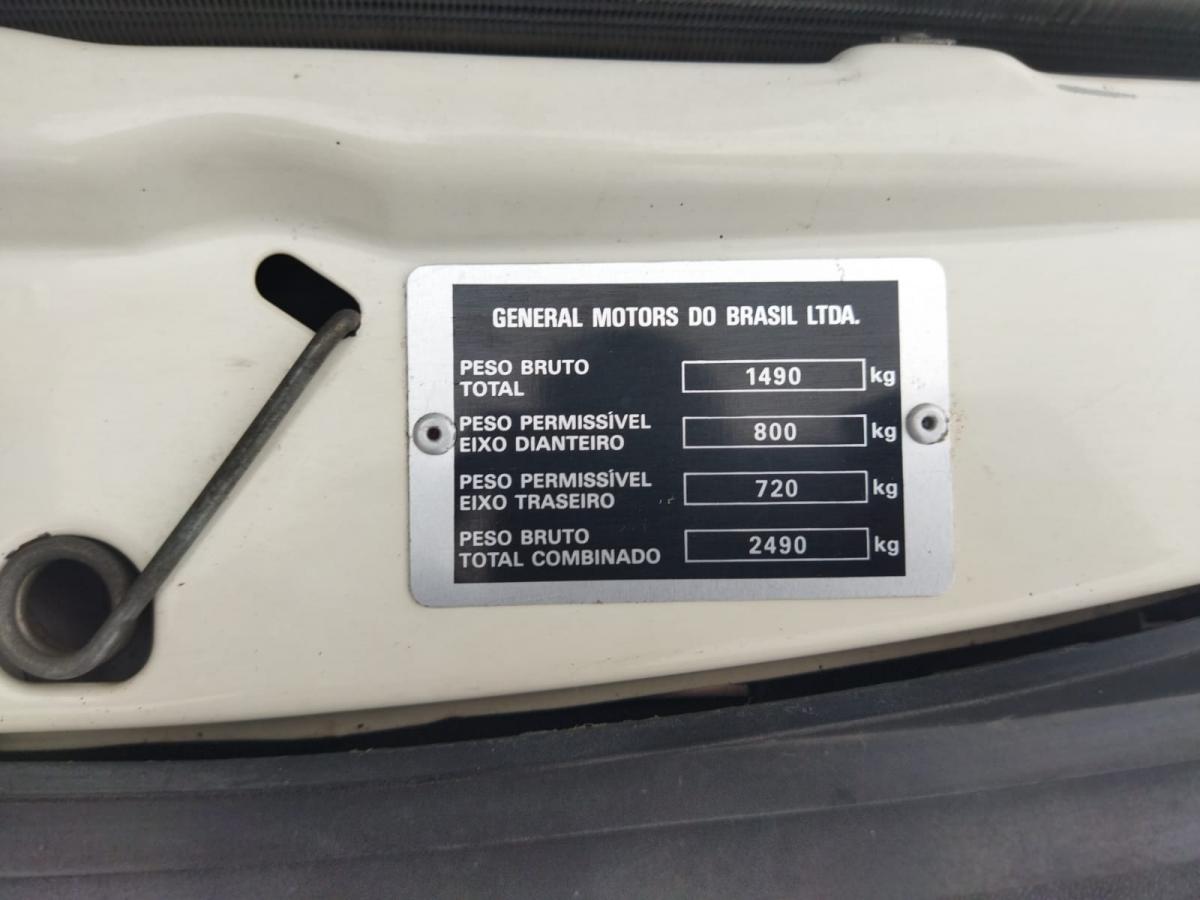 GENERAL MOTORS DO BRASIL LTDA.
PESO BRUTO
TOTAL 1490 kg
PESO PERMISSÍVEL
EIXO DIANTEIRO 800 kg
PESO PERMISSÍVEL
EIXO TRASEIRO 720 kg
PESO BRUTO
TOTAL COMBINADO 2490 kg